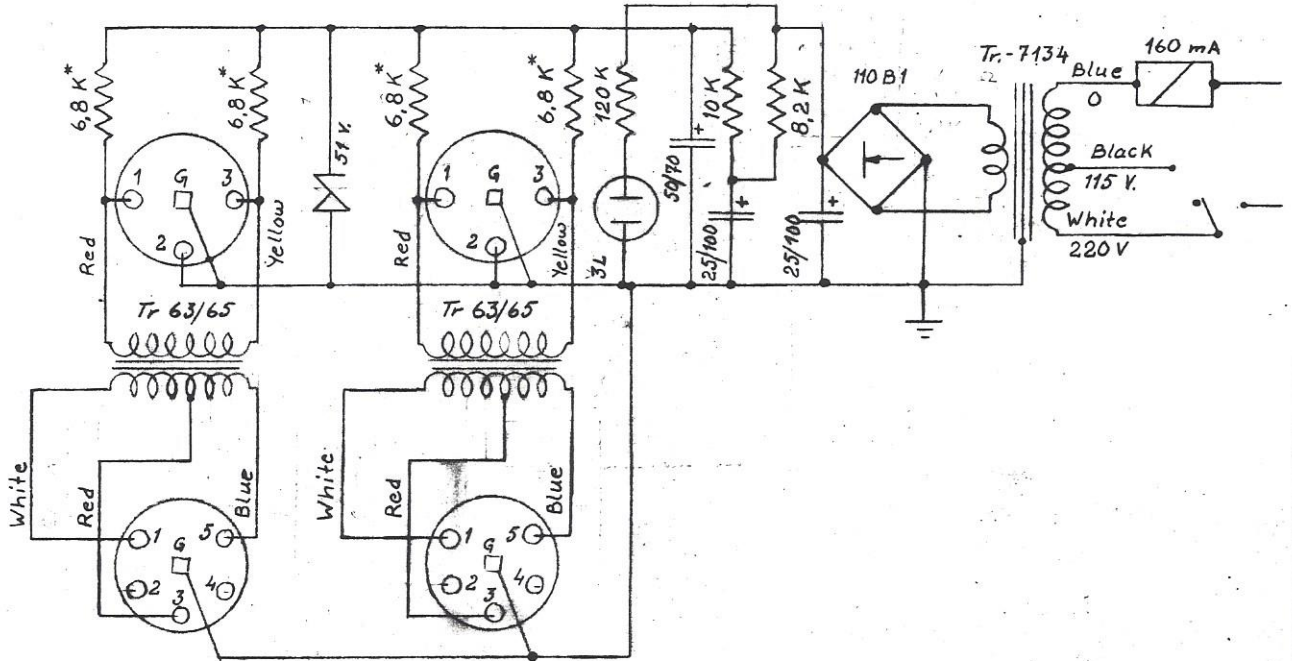 6,8 K*
6,8 K*
51 v.
6,8 K*
6,8 K*
120 K
50/70
+
10 K
8,2 K
110 B1
Tr.-7134
160 mA
Blue
0
Black
115 V.
White
220 V
1
G
3
2
1
G
3
2
Red
Yellow
Red
Yellow
3L
25/100
+
25/100
+
Tr 63/65
Tr 63/65
White
Red
Blue
White
Red
Blue
1
G
5
2
4
3
1
G
5
2
4
3